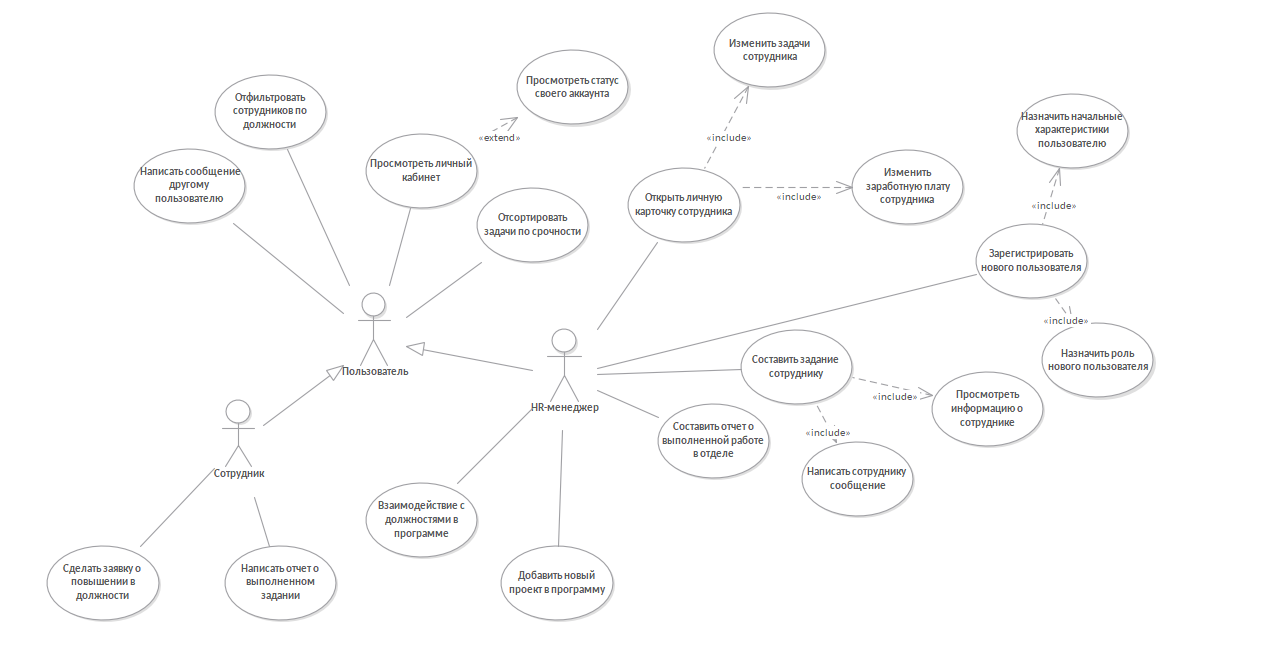 Изменить задачи
сотрудника
Просмотреть статус
своего аккаунта
Отфильтровать
сотрудников по
должности
«extend»
«include»
Назначить начальные
характеристики
пользователю
Написать сообщение
другому
пользователю
Просмотреть личный
кабинет
Изменить
заработную плату
сотрудника
Открыть личную
карточку сотрудника
«include»
«include»
Отсортировать
задачи по срочности
Зарегистрировать
нового пользователя
«include»
Назначить роль
нового пользователя
Пользователь
Составить задание
сотруднику
«include»
Просмотреть
информацию о
сотруднике
HR-менеджер
Составить отчет о
выполненной работе
в отделе
«include»
Написать сотруднику
сообщение
Сотрудник
Взаимодействие с
должностями в
программе
Сделать заявку о
повышении в
должности
Написать отчет о
выполненном
задании
Добавить новый
проект в программу